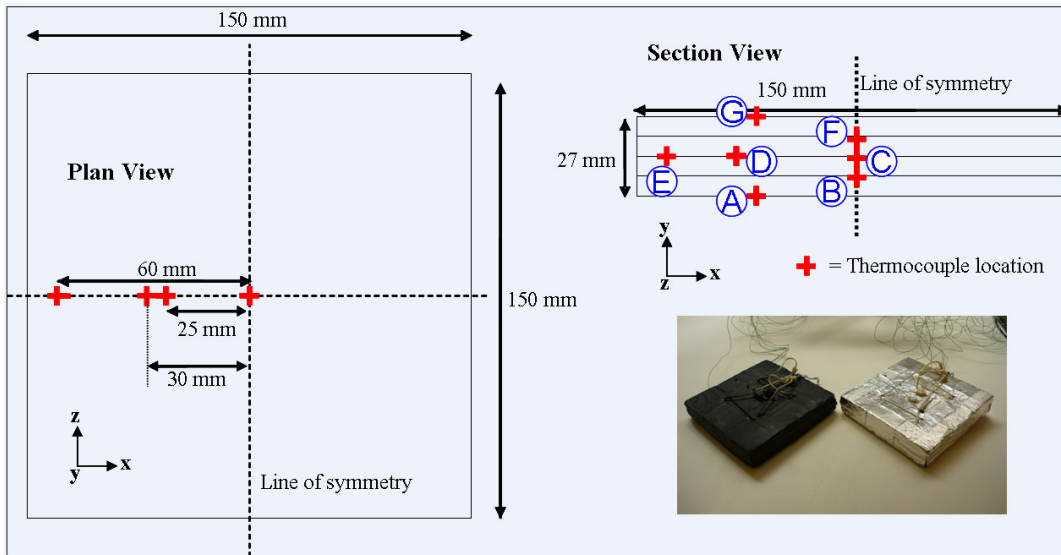 150 mm
Plan View
60 mm
25 mm
30 mm
150 mm
z
y
x
Line of symmetry
Section View
Line of symmetry
150 mm
G
F
27 mm
D
C
E
A
B
y
z
x
= Thermocouple location